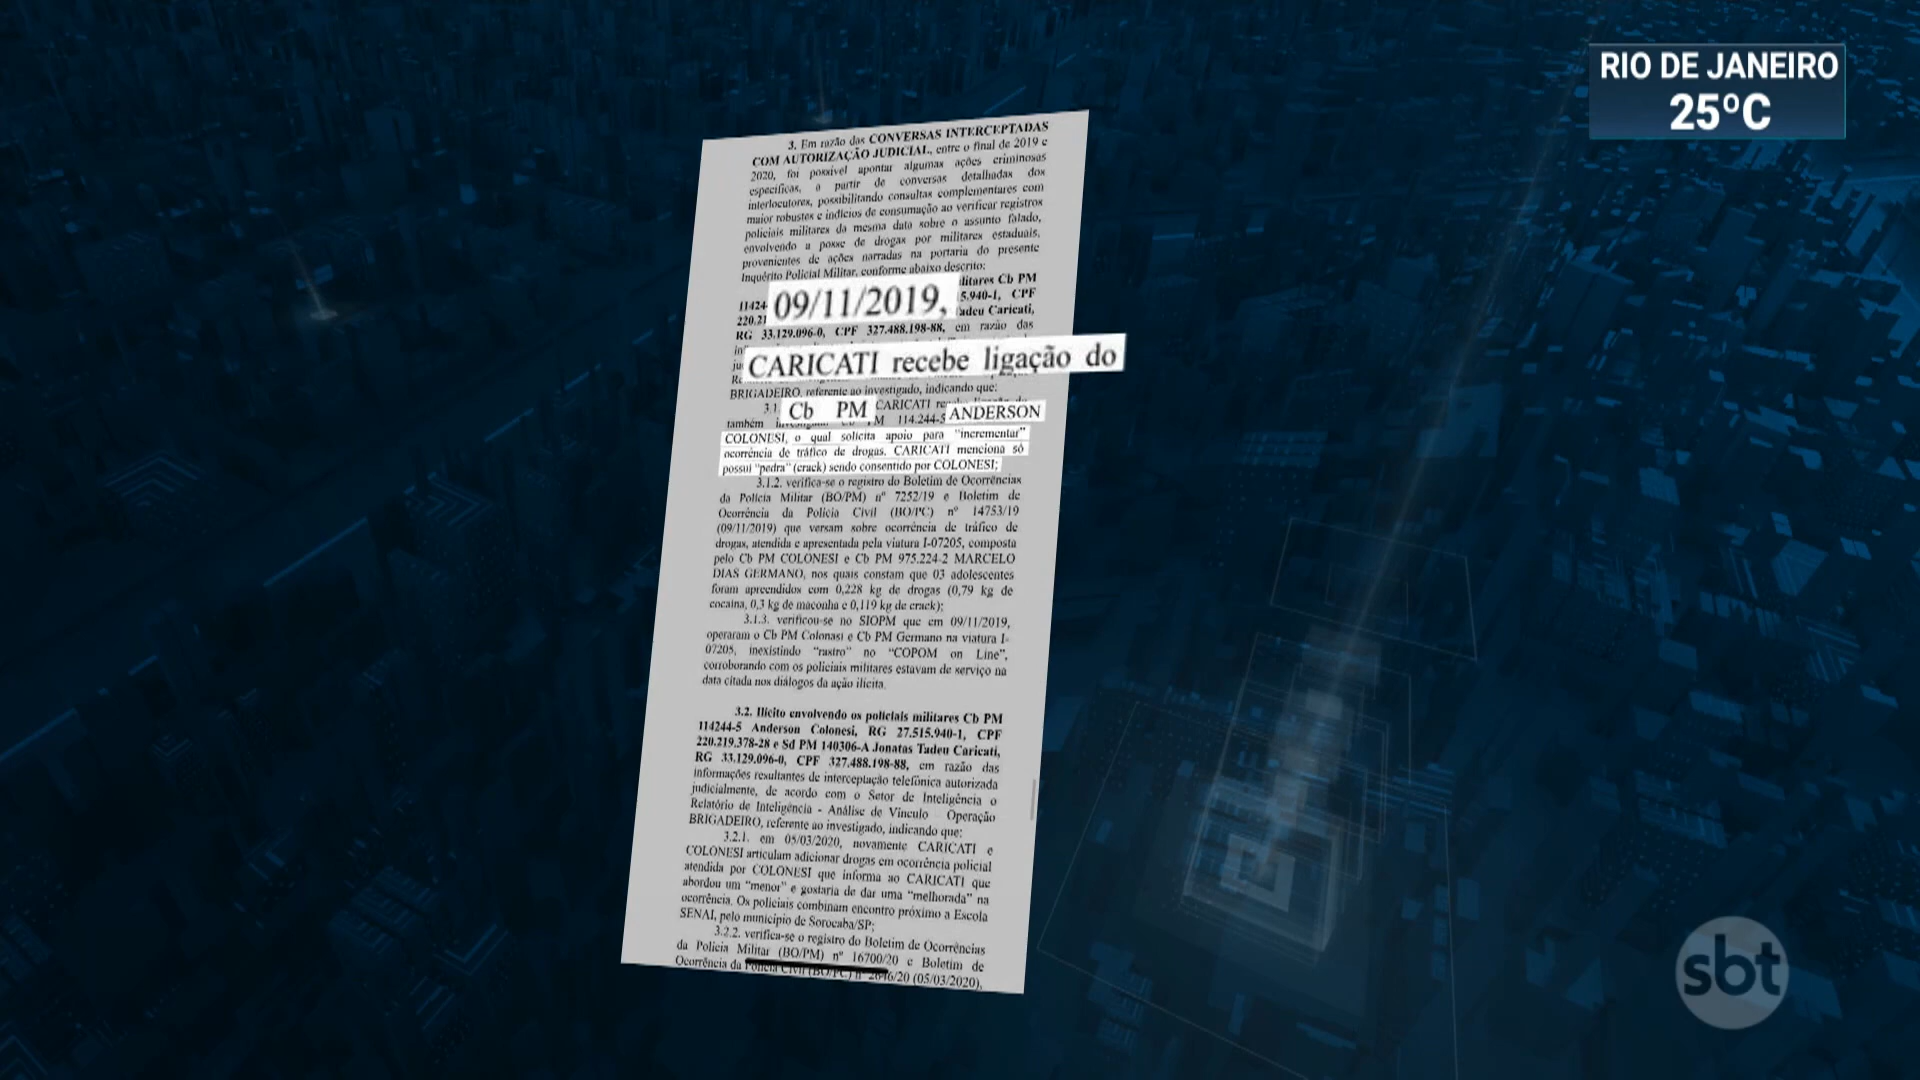 RIO DE JANEIRO
25ºC
3. Em razão das CONVERSAS INTERCEPTADAS
COM AUTORIZAÇÃO JUDICIAL, entre o final de 2019 e
2020, foi possível apontar algumas ações criminosas
específicas, a partir de conversas detalhadas dos
interlocutores, possibilitando consultas complementares com
maior robustes e indícios de consumação ao verificar registros
policiais militares da mesma data sobre o assunto falado,
envolvendo a posse de drogas por militares estaduais,
provenientes de ações narradas na portaria do presente
Inquérito Policial Militar, conforme abaixo descrito:
litares Cb PM
11424 09/11/2019, 5.940-1, CPF
220.21 Tadeu Caricati,
RG 33.129.096-0, CPF 327.488.198-88, em razão das
CARICATI recebe ligação do
BRIGADEIRO, referente ao investigado, indicando que:
3.1 Cb PM CARICATI
também PM 114.244-5 ANDERSON
COLONESI, o qual solicita apoio para "incrementar"
ocorrência de tráfico de drogas. CARICATI menciona só
possui "pedra" (crack) sendo consentido por COLONESI;
3.1.2. verifica-se o registro do Boletim de Ocorrências
da Polícia Militar (BO/PM) nº 7252/19 e Boletim de
Ocorrência da Polícia Civil (BO/PC) nº 14753/19
(09/11/2019) que versam sobre ocorrência de tráfico de
drogas, atendida e apresentada pela viatura I-07205, composta
pelo Cb PM COLONESI e Cb PM 975.224-2 MARCELO
DIAS GERMANO, nos quais constam que 03 adolescentes
foram apreendidos com 0,228 kg de drogas (0,79 kg de
cocaína, 0,3 kg de maconha e 0,119 kg de crack);
3.1.3. verificou-se no SIOPM que em 09/11/2019,
operaram o Cb PM Colonasi e Cb PM Germano na viatura I-
07205, inexistindo "rastro" no "COPOM on Line",
corroborando com os policiais militares estavam de serviço na
data citada nos diálogos da ação ilícita.
3.2. Ilícito envolvendo os policiais militares Cb PM
114244-5 Anderson Colonesi, RG 27.515.940-1, CPF
220.219.378-28 e Sd PM 140306-A Jonatas Tadeu Caricati,
RG 33.129.096-0, CPF 327.488.198-88, em razão das
informações resultantes de interceptação telefônica autorizada
judicialmente, de acordo com o Setor de Inteligência o
Relatório de Inteligência - Análise de Vínculo - Operação
BRIGADEIRO, referente ao investigado, indicando que:
3.2.1. em 05/03/2020, novamente CARICATI e
COLONESI articulam adicionar drogas em ocorrência policial
atendida por COLONESI que informa ao CARICATI que
abordou um "menor" e gostaria de dar uma "melhorada" na
ocorrência. Os policiais combinam encontro próximo a Escola
SENAI, pelo município de Sorocaba/SP;
3.2.2. verifica-se o registro do Boletim de Ocorrências
da Polícia Militar (BO/PM) nº 16700/20 e Boletim de
Ocorrência da Polícia Civil (BO/PC) nº 2646/20 (05/03/2020),
sbt